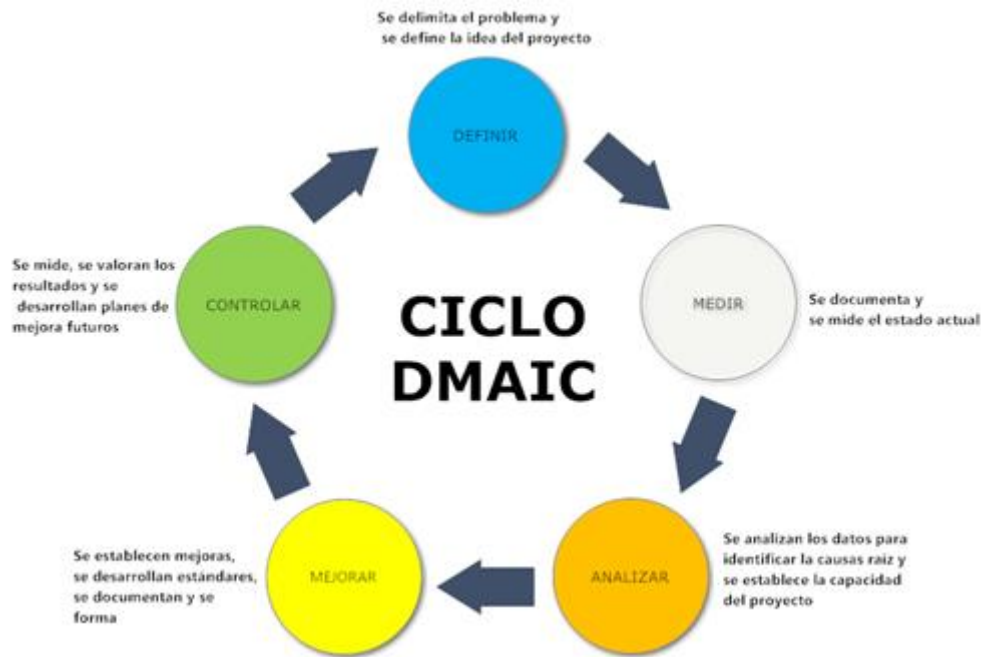 Se delimita el problema y
se define la idea del proyecto
DEFINIR
MEDIR
Se documenta y
se mide el estado actual
ANALIZAR
Se analizan los datos para
identificar la causas raiz y
se establece la capacidad
del proyecto
MEJORAR
Se establecen mejoras,
se desarrollan estándares,
se documentan y se
forma
CONTROLAR
Se mide, se valoran los
resultados y se
desarrollan planes de
mejora futuros
CICLO
DMAIC